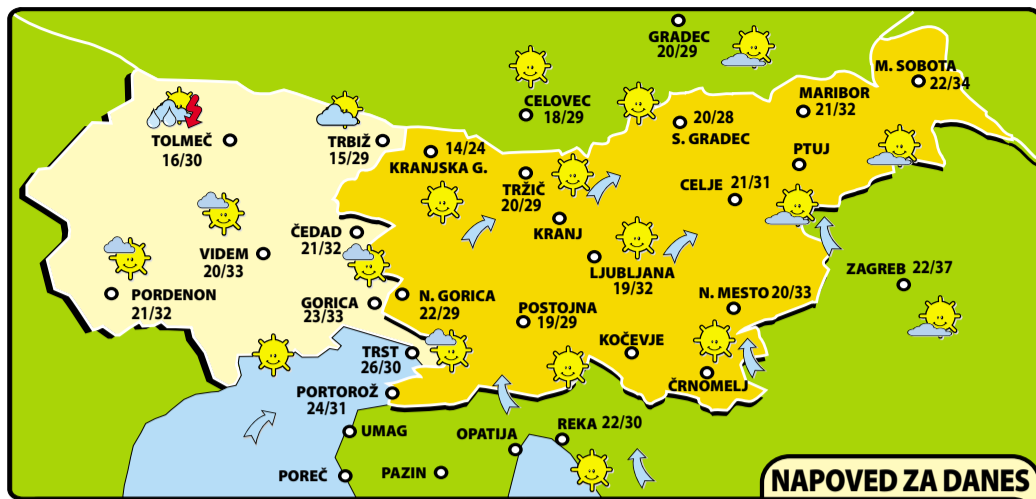 GRADEC
20/29
M. SOBOTA
22/34
CELOVEC
18/29
MARIBOR
21/32
20/28
S. GRADEC
TOLMEČ
16/30
TRBIŽ
15/29
14/24
KRANJSKA G.
PTUJ
TRŽIČ
20/29
CELJE 21/31
KRANJ
ČEDAD
21/32
VIDEM
20/33
LJUBLJANA
19/32
ZAGREB 22/37
PORDENON
21/32
GORICA
23/33
N. GORICA
22/29
POSTOJNA
19/29
N. MESTO 20/33
KOČEVJE
TRST
26/30
ČRNOMELJ
PORTOROŽ
24/31
UMAG
OPATIJA
REKA 22/30
POREČ
PAZIN
NAPOVED ZA DANES